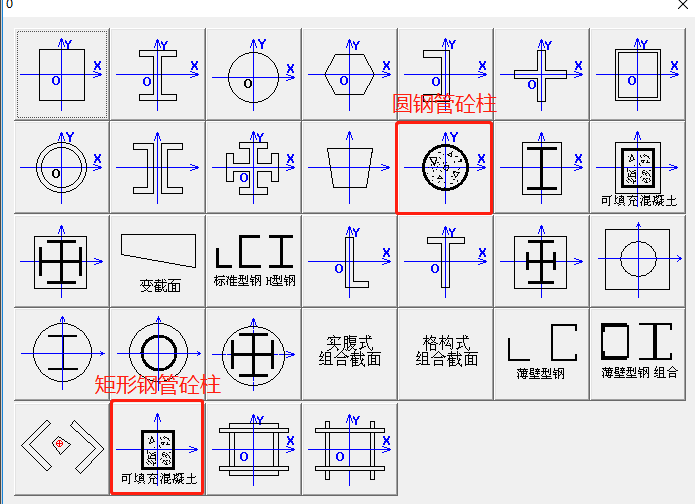 0
Y Y Y Y Y Y Y
X X X X X X X
O O O O O O O
圆钢管砼柱
Y Y Y
X X X
O O
可填充混凝土
Y Y
X X
O O
变截面
标准型钢 H型钢
实腹式
组合截面
格构式
组合截面
薄壁型钢
薄壁型钢 组合
矩形钢管砼柱
可填充混凝土
Y Y
X X
O O